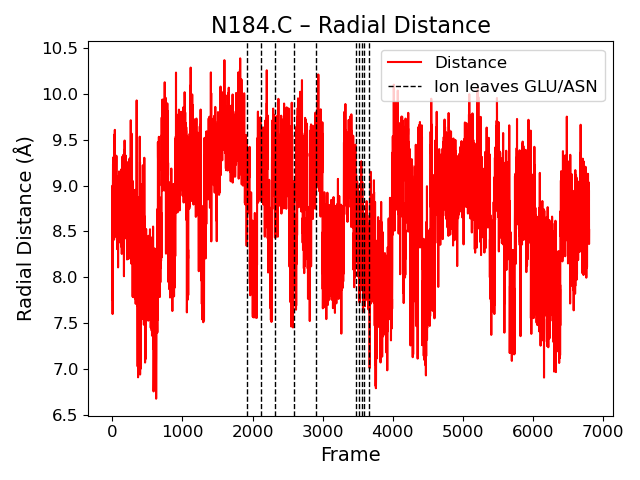 N184.C – Radial Distance
10.5
10.0
9.5
9.0
8.5
8.0
7.5
7.0
6.5
Radial Distance (Å)
Distance
Ion leaves GLU/ASN
0 1000 2000 3000 4000 5000 6000 7000
Frame